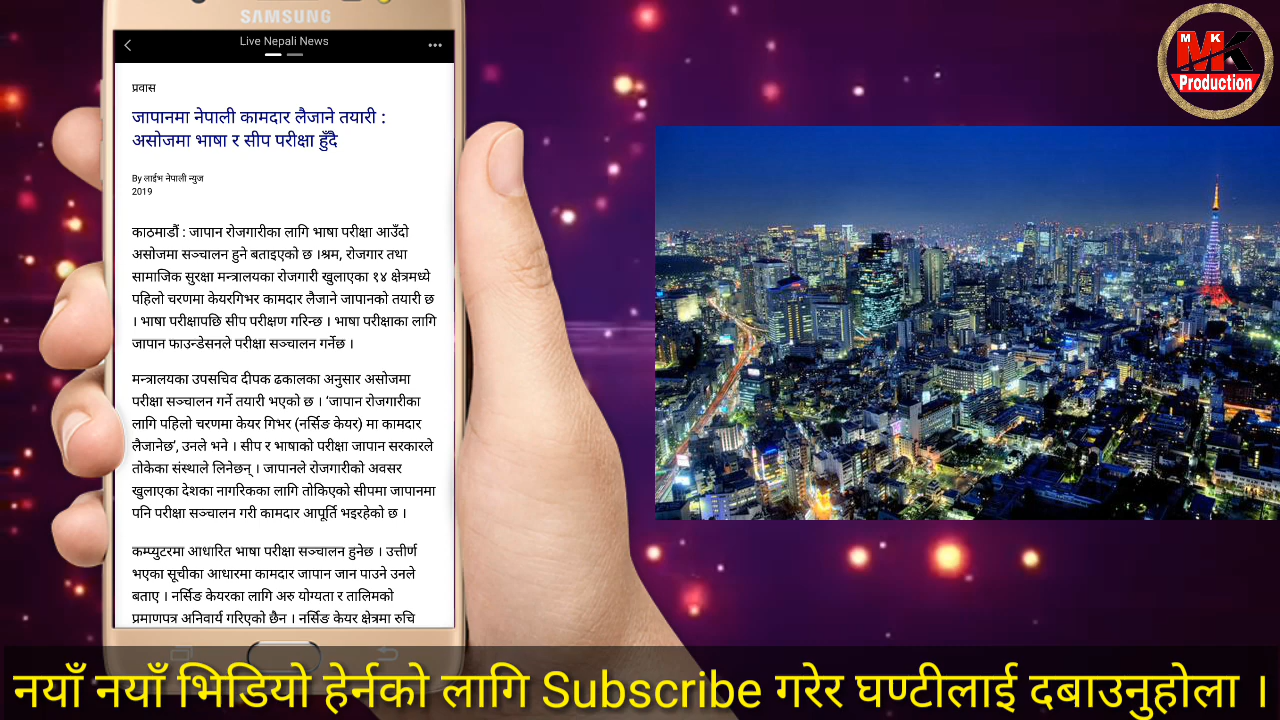 SAMSUNG
Live Nepali News
प्रवास
जापानमा नेपाली कामदार लैजाने तयारी :
असोजमा भाषा र सीप परीक्षा हुँदै
By लाईभ नेपाली न्युज
2019
काठमाडौं : जापान रोजगारीका लागि भाषा परीक्षा आउँदो
असोजमा सञ्चालन हुने बताइएको छ ।श्रम, रोजगार तथा
सामाजिक सुरक्षा मन्त्रालयका रोजगारी खुलाएका १४ क्षेत्रमध्ये
पहिलो चरणमा केयरगिभर कामदार लैजाने जापानको तयारी छ
। भाषा परीक्षापछि सीप परीक्षण गरिन्छ । भाषा परीक्षाका लागि
जापान फाउन्डेसनले परीक्षा सञ्चालन गर्नेछ ।
मन्त्रालयका उपसचिव दीपक ढकालका अनुसार असोजमा
परीक्षा सञ्चालन गर्ने तयारी भएको छ । ‘जापान रोजगारीका
लागि पहिलो चरणमा केयर गिभर (नर्सिङ केयर) मा कामदार
लैजानेछ’, उनले भने । सीप र भाषाको परीक्षा जापान सरकारले
तोकेका संस्थाले लिनेछन् । जापानले रोजगारीको अवसर
खुलाएका देशका नागरिकका लागि तोकिएको सीपमा जापानमा
पनि परीक्षा सञ्चालन गरी कामदार आपूर्ति भइरहेको छ ।
कम्प्युटरमा आधारित भाषा परीक्षा सञ्चालन हुनेछ । उत्तीर्ण
भएका सूचीका आधारमा कामदार जापान जान पाउने उनले
बताए । नर्सिङ केयरका लागि अरु योग्यता र तालिमको
प्रमाणपत्र अनिवार्य गरिएको छैन । नर्सिङ केयर क्षेत्रमा रुचि
M K
MK
Production
नयाँ नयाँ भिडियो हेर्नको लागि Subscribe गरेर घण्टीलाई दबाउनुहोला ।